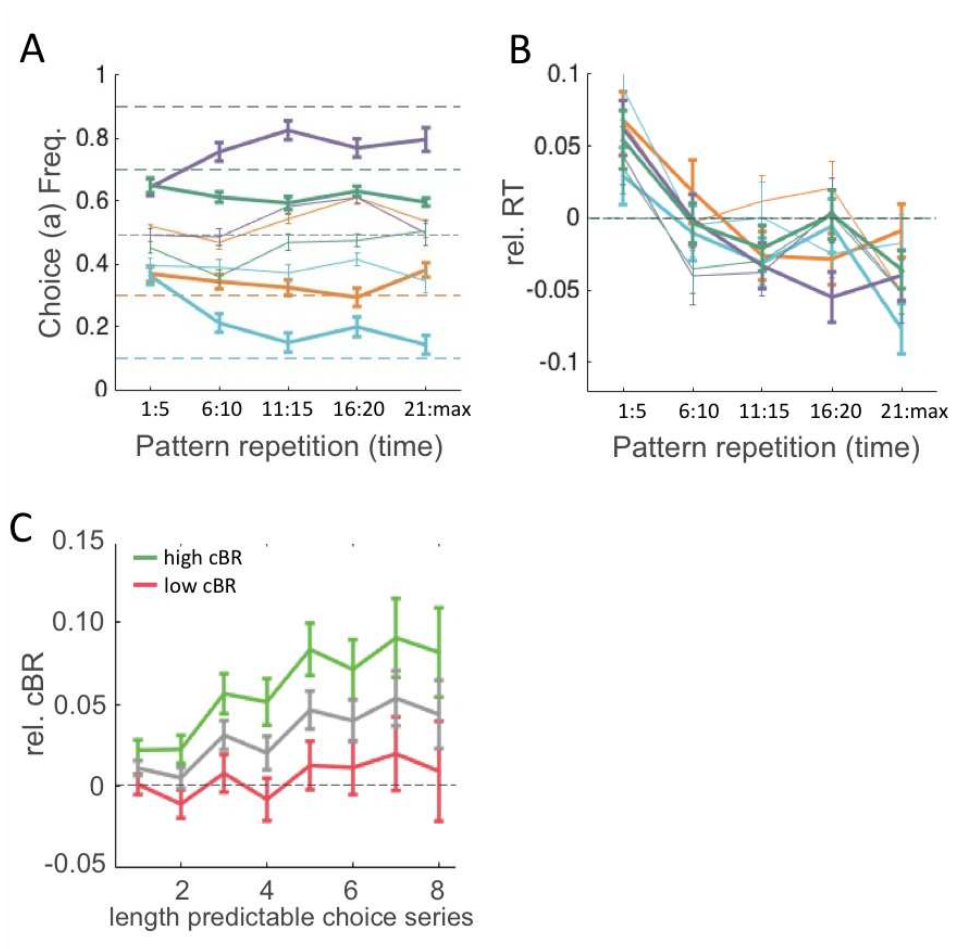 A
1
0.8
0.6
0.4
0.2
0
Choice (a) Freq.
1:5 6:10 11:15 16:20 21:max
Pattern repetition (time)
B
0.1
0.05
0
-0.05
-0.1
rel. RT
1:5 6:10 11:15 16:20 21:max
Pattern repetition (time)
C
0.15
0.10
0.05
0
-0.05
rel. cBR
high cBR
low cBR
2 4 6 8
length predictable choice series